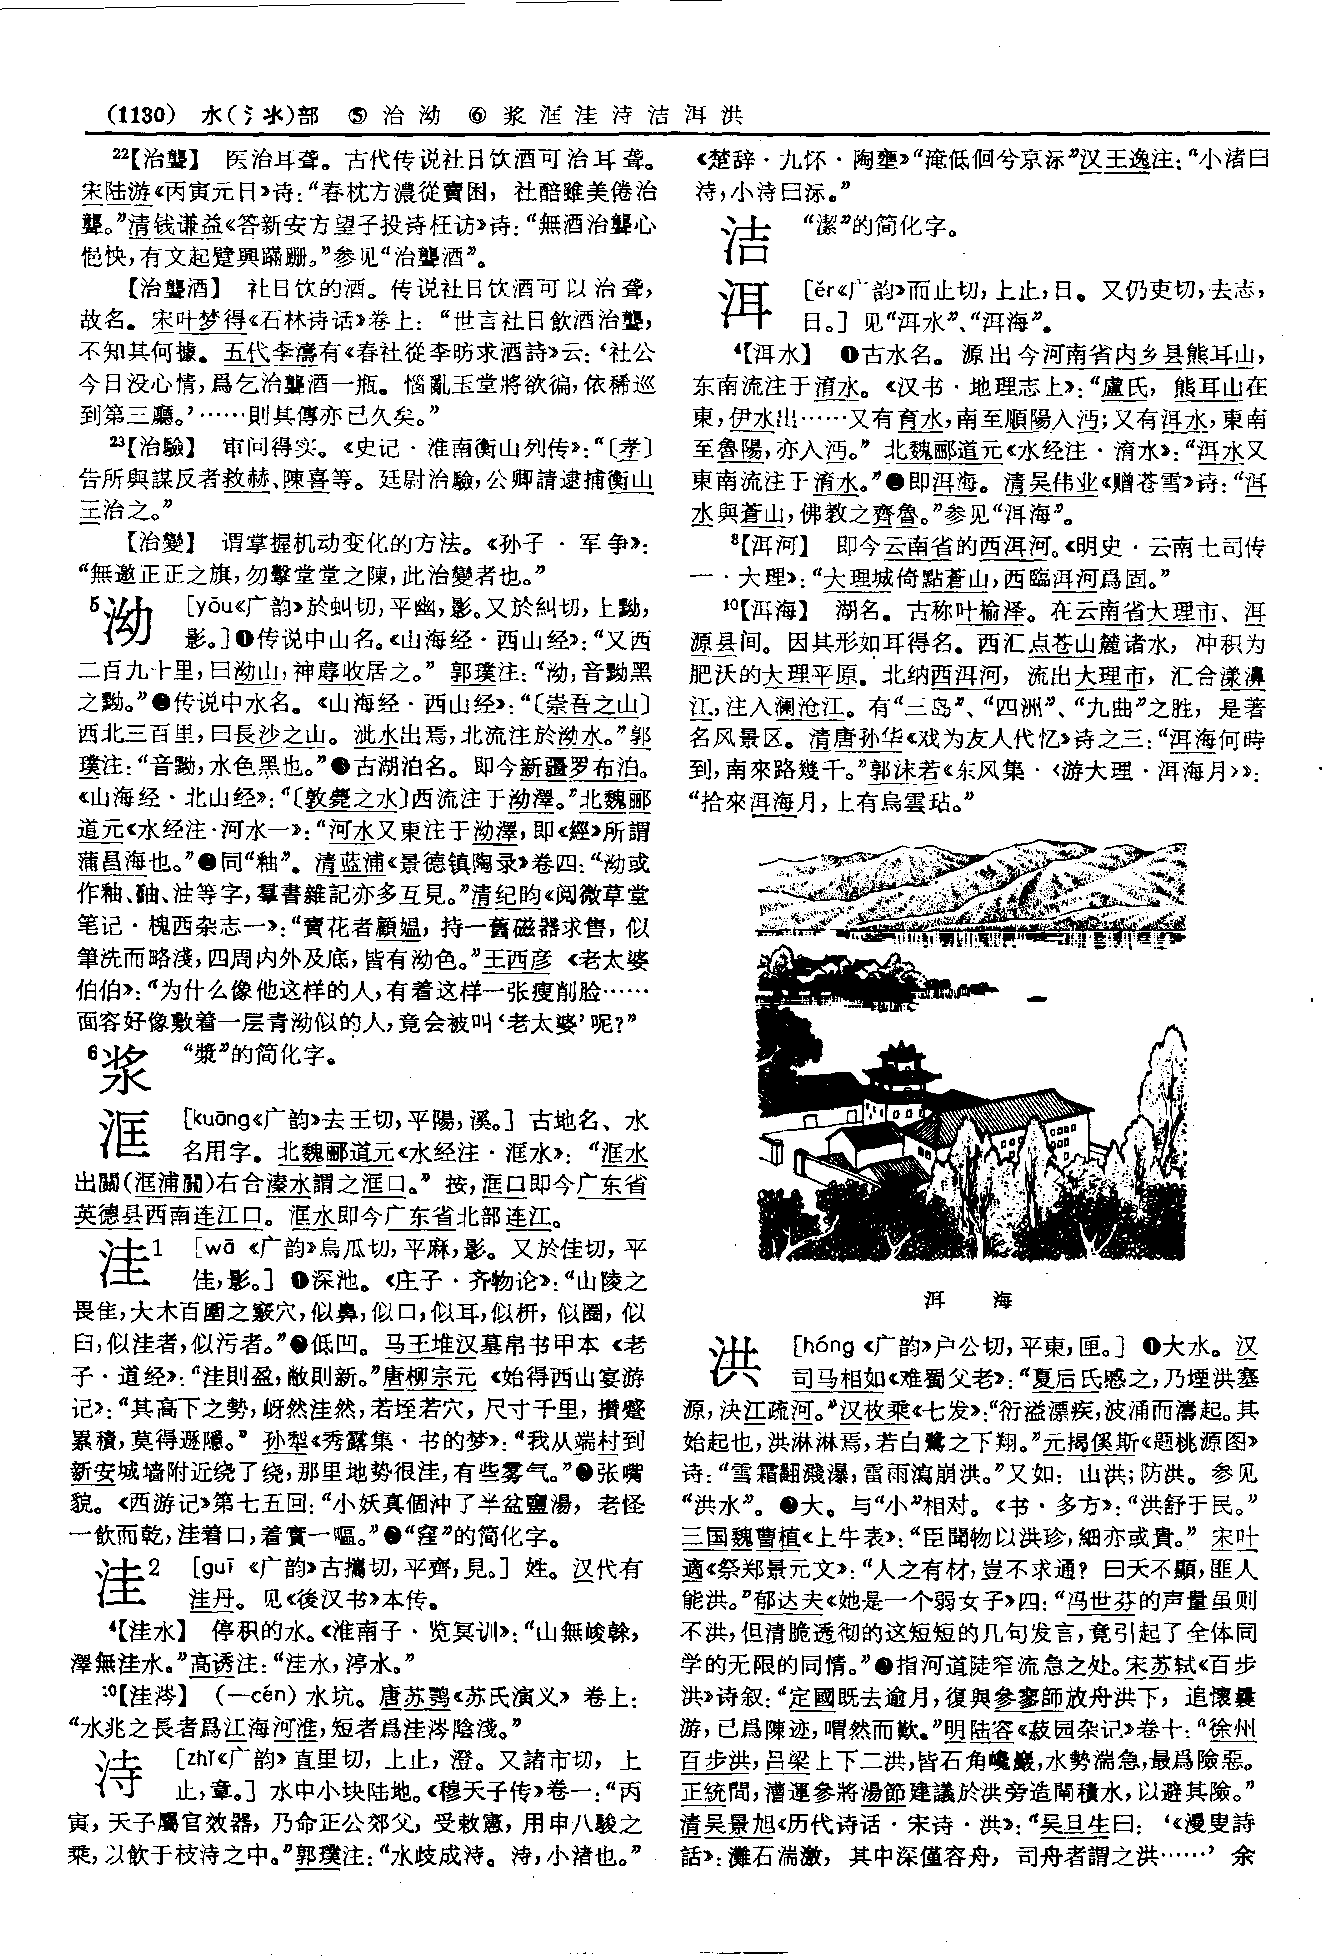 (1130) 水(氵氺)部 ⑤ 治泑 ⑥ 浆洭洼洔洁洱洪
²²【治聾】 医治耳聋。古代传说社日饮酒可治耳聋。
宋陆游《丙寅元日》诗：“春枕方濃從賣困，社醅雖美倦治
聾。”清钱谦益《答新安方望子投诗枉访》诗：“無酒治聾心
悒怏，有文起躄興蹣跚。”参见“治聾酒”。
【治聾酒】 社日饮的酒。传说社日饮酒可以治聋，
故名。宋叶梦得《石林诗话》卷上：“世言社日飲酒治聾，
不知其何據。五代李濤有《春社從李昉求酒詩》云：‘社公
今日没心情，爲乞治聾酒一瓶。惱亂玉堂將欲徧，依稀巡
到第三廳。’……則其傳亦已久矣。”
²³【治驗】 审问得实。《史记·淮南衡山列传》：“〔孝〕
告所與謀反者救赫、陳喜等。廷尉治驗，公卿請逮捕衡山
王治之。”
【治變】 谓掌握机动变化的方法。《孙子·军争》：
“無邀正正之旗，勿擊堂堂之陳，此治變者也。”
⁵泑 [yōu《广韵》於虬切，平幽，影。又於糾切，上黝，
影。]❶传说中山名。《山海经·西山经》：“又西
二百九十里，曰泑山，神蓐收居之。”郭璞注：“泑，音黝黑
之黝。”❷传说中水名。《山海经·西山经》：“〔崇吾之山〕
西北三百里，曰長沙之山。泚水出焉，北流注於泑水。”郭
璞注：“音黝，水色黑也。”❸古湖泊名。即今新疆罗布泊。
《山海经·北山经》：“〔敦薨之水〕西流注于泑澤。”北魏郦
道元《水经注·河水一》：“河水又東注于泑澤，即《經》所謂
蒲昌海也。”❹同“釉”。清蓝浦《景德镇陶录》卷四：“泑或
作釉、䤃、油等字，羣書雜記亦多互見。”清纪昀《阅微草堂
笔记·槐西杂志一》：“賣花者顧媪，持一舊磁器求售，似
筆洗而略淺，四周内外及底，皆有泑色。”王西彦《老太婆
伯伯》：“为什么像他这样的人，有着这样一张瘦削脸……
面容好像敷着一层青泑似的人，竟会被叫‘老太婆’呢？”
⁶浆 “漿”的简化字。
洭 [kuāng《广韵》去王切，平陽，溪。] 古地名、水
名用字。北魏郦道元《水经注·洭水》：“洭水
出關(洭浦關)右合溱水謂之洭口。”按，洭口即今广东省
英德县西南连江口。洭水即今广东省北部连江。
洼¹ [wā《广韵》烏瓜切，平麻，影。又於佳切，平
佳，影。] ❶深池。《庄子·齐物论》：“山陵之
畏隹，大木百圍之竅穴，似鼻，似口，似耳，似枅，似圈，似
臼，似洼者，似污者。”❷低凹。马王堆汉墓帛书甲本《老
子·道经》：“洼則盈，敝則新。”唐柳宗元《始得西山宴游
记》：“其高下之勢，岈然洼然，若垤若穴，尺寸千里，攢蹙
累積，莫得遯隱。”孙犁《秀露集·书的梦》：“我从端村到
新安城墙附近绕了绕，那里地势很洼，有些雾气。”❸张嘴
貌。《西游记》第七五回：“小妖真個沖了半盆鹽湯，老怪
一飲而乾，洼着口，着實一嘔。”❹“窪”的简化字。
洼² [guī《广韵》古攜切，平齊，見。] 姓。汉代有
洼丹。见《後汉书》本传。
⁴【洼水】 停积的水。《淮南子·览冥训》：“山無峻榦，
澤無洼水。”高诱注：“洼水，渟水。”
¹⁰【洼涔】 (一cén) 水坑。唐苏鹗《苏氏演义》卷上：
“水兆之長者爲江海河淮，短者爲洼涔陰淺。”
洔 [zhǐ《广韵》直里切，上止，澄。又諸市切，上
止，章。] 水中小块陆地。《穆天子传》卷一：“丙
寅，天子屬官效器，乃命正公郊父，受敕憲，用申八駿之
乘，以飲于枝洔之中。”郭璞注：“水歧成洔。洔，小渚也。”
《楚辞·九怀·陶壅》“淹低佪兮京沶”汉王逸注：“小渚曰
洔，小洔曰沶。”
洁 “潔”的简化字。
洱 [ěr《广韵》而止切，上止，日。又仍吏切，去志，
日。] 见“洱水”、“洱海”。
⁴【洱水】 ❶古水名。源出今河南省内乡县熊耳山，
东南流注于淯水。《汉书·地理志上》：“盧氏，熊耳山在
東，伊水出……又有育水，南至順陽入沔；又有洱水，東南
至魯陽，亦入沔。”北魏郦道元《水经注·淯水》：“洱水又
東南流注于淯水。”❷即洱海。清吴伟业《赠苍雪》诗：“洱
水與蒼山，佛教之齊魯。”参见“洱海”。
⁸【洱河】 即今云南省的西洱河。《明史·云南土司传
一·大理》：“大理城倚點蒼山，西臨洱河爲固。”
¹⁰【洱海】 湖名。古称叶榆泽。在云南省大理市、洱
源县间。因其形如耳得名。西汇点苍山麓诸水，冲积为
肥沃的大理平原。北纳西洱河，流出大理市，汇合漾濞
江，注入澜沧江。有“三岛”、“四洲”、“九曲”之胜，是著
名风景区。清唐孙华《戏为友人代忆》诗之三：“洱海何時
到，南來路幾千。”郭沫若《东风集·〈游大理·洱海月〉》：
“拾來洱海月，上有烏雲玷。”
洱 海
洪 [hóng《广韵》户公切，平東，匣。] ❶大水。汉
司马相如《难蜀父老》：“夏后氏慼之，乃堙洪塞
源，決江疏河。”汉枚乘《七发》：“衍溢漂疾，波涌而濤起。其
始起也，洪淋淋焉，若白鷺之下翔。”元揭傒斯《题桃源图》
诗：“雪霜翻濺瀑，雷雨瀉崩洪。”又如：山洪；防洪。参见
“洪水”。❷大。与“小”相对。《书·多方》：“洪舒于民。”
三国魏曹植《上牛表》：“臣聞物以洪珍，細亦或貴。”宋叶
適《祭郑景元文》：“人之有材，豈不求通？曰天不顯，匪人
能洪。”郁达夫《她是一个弱女子》四：“冯世芬的声量虽则
不洪，但清脆透彻的这短短的几句发言，竟引起了全体同
学的无限的同情。”❸指河道陡窄流急之处。宋苏轼《百步
洪》诗叙：“定國既去逾月，復與參寥師放舟洪下，追懷曩
游，已爲陳迹，喟然而歎。”明陆容《菽园杂记》卷十：“徐州
百步洪，吕梁上下二洪，皆石角巉巖，水勢湍急，最爲險惡。
正統間，漕運參將湯節建議於洪旁造閘積水，以避其險。”
清吴景旭《历代诗话·宋诗·洪》：“吴旦生曰：‘《漫叟詩
話》：灘石湍激，其中深僅容舟，司舟者謂之洪……’余